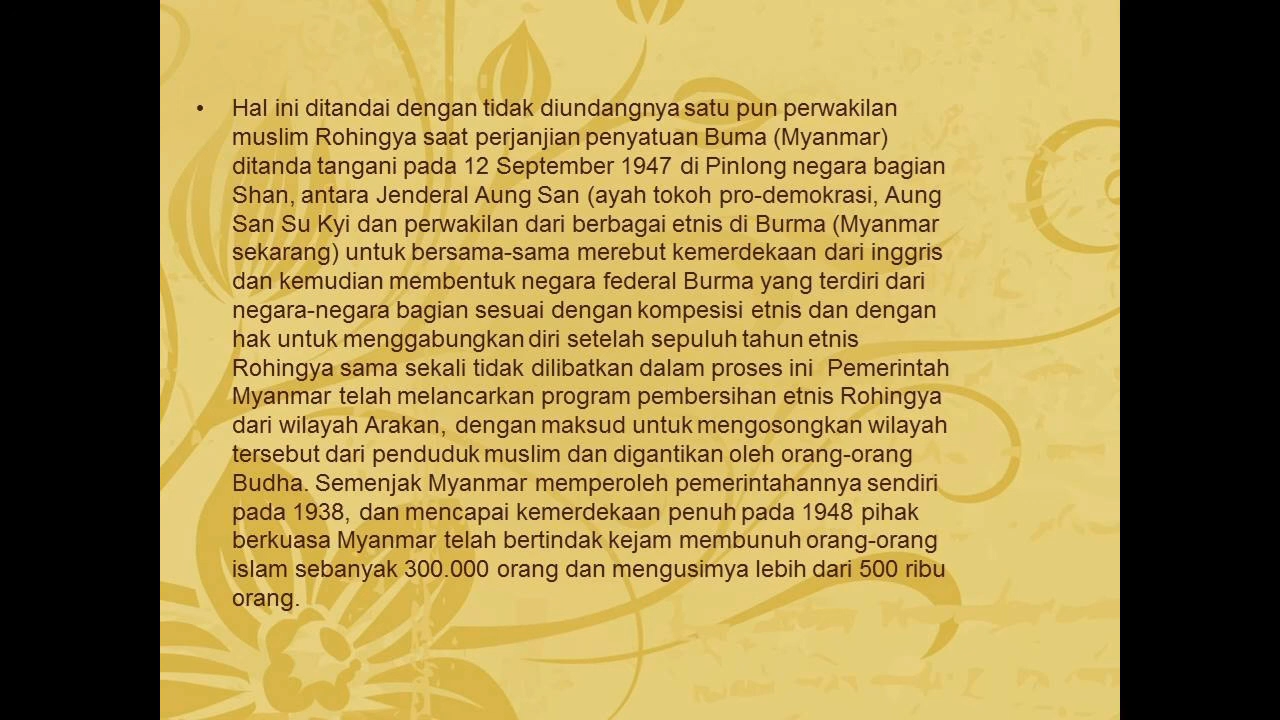 • Hal ini ditandai dengan tidak diundangnya satu pun perwakilan
muslim Rohingya saat perjanjian penyatuan Buma (Myanmar)
ditanda tangani pada 12 September 1947 di Pinlong negara bagian
Shan, antara Jenderal Aung San (ayah tokoh pro-demokrasi, Aung
San Su Kyi dan perwakilan dari berbagai etnis di Burma (Myanmar
sekarang) untuk bersama-sama merebut kemerdekaan dari inggris
dan kemudian membentuk negara federal Burma yang terdiri dari
negara-negara bagian sesuai dengan kompesisi etnis dan dengan
hak untuk menggabungkan diri setelah sepuluh tahun etnis
Rohingya sama sekali tidak dilibatkan dalam proses ini  Pemerintah
Myanmar telah melancarkan program pembersihan etnis Rohingya
dari wilayah Arakan, dengan maksud untuk mengosongkan wilayah
tersebut dari penduduk muslim dan digantikan oleh orang-orang
Budha. Semenjak Myanmar memperoleh pemerintahannya sendiri
pada 1938, dan mencapai kemerdekaan penuh pada 1948 pihak
berkuasa Myanmar telah bertindak kejam membunuh orang-orang
islam sebanyak 300.000 orang dan mengusimya lebih dari 500 ribu
orang.